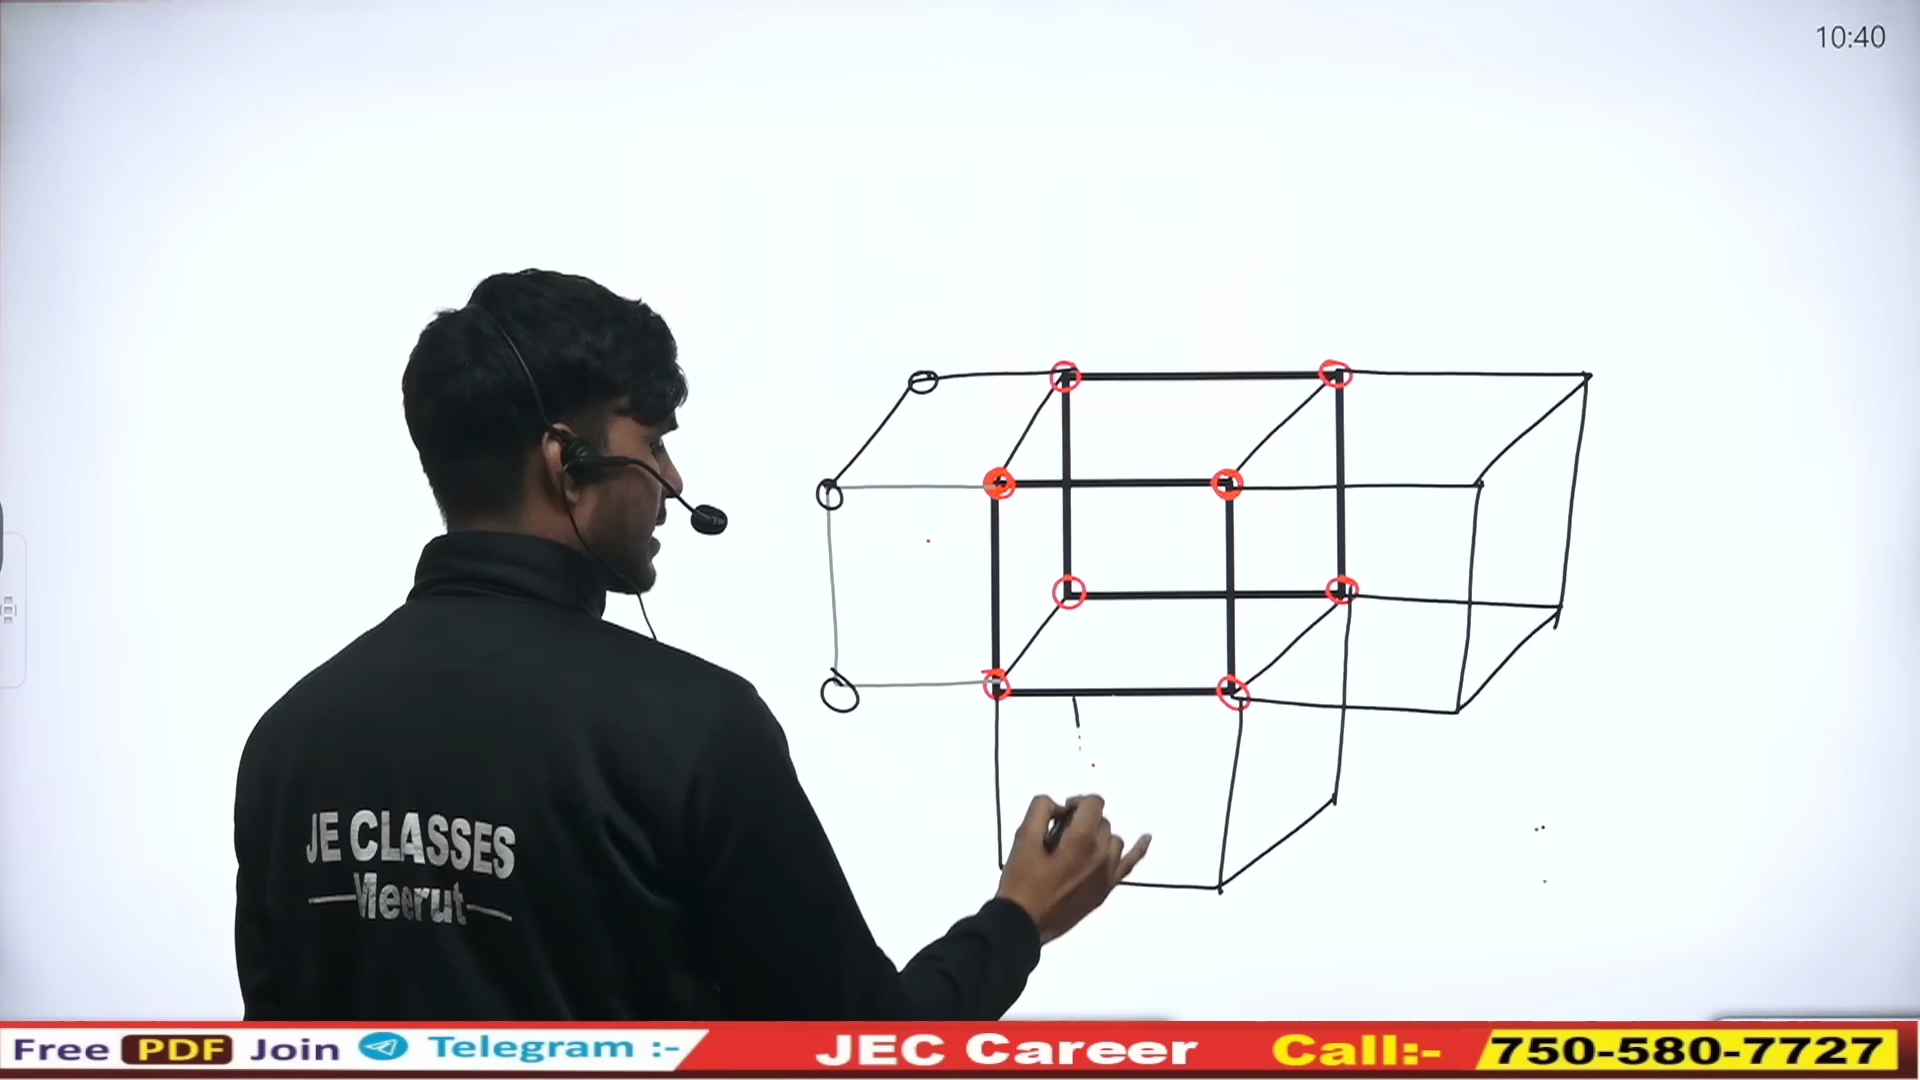 10:40
JE CLASSES
Meerut
Free PDF Join Telegram :-
JEC Career
Call:- 750-580-7727